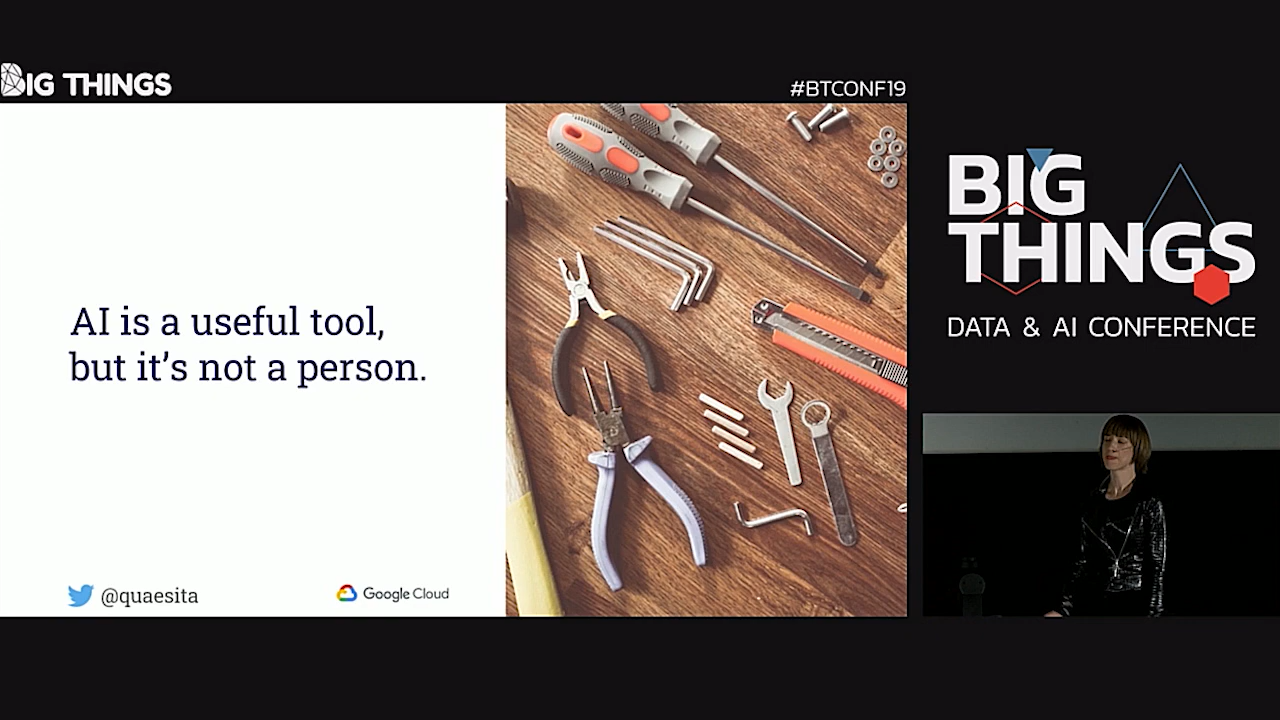 BIG THINGS
#BTCONF19
AI is a useful tool,
but it's not a person.
@quaesita
Google Cloud
BIG
THINGS
DATA & AI CONFERENCE